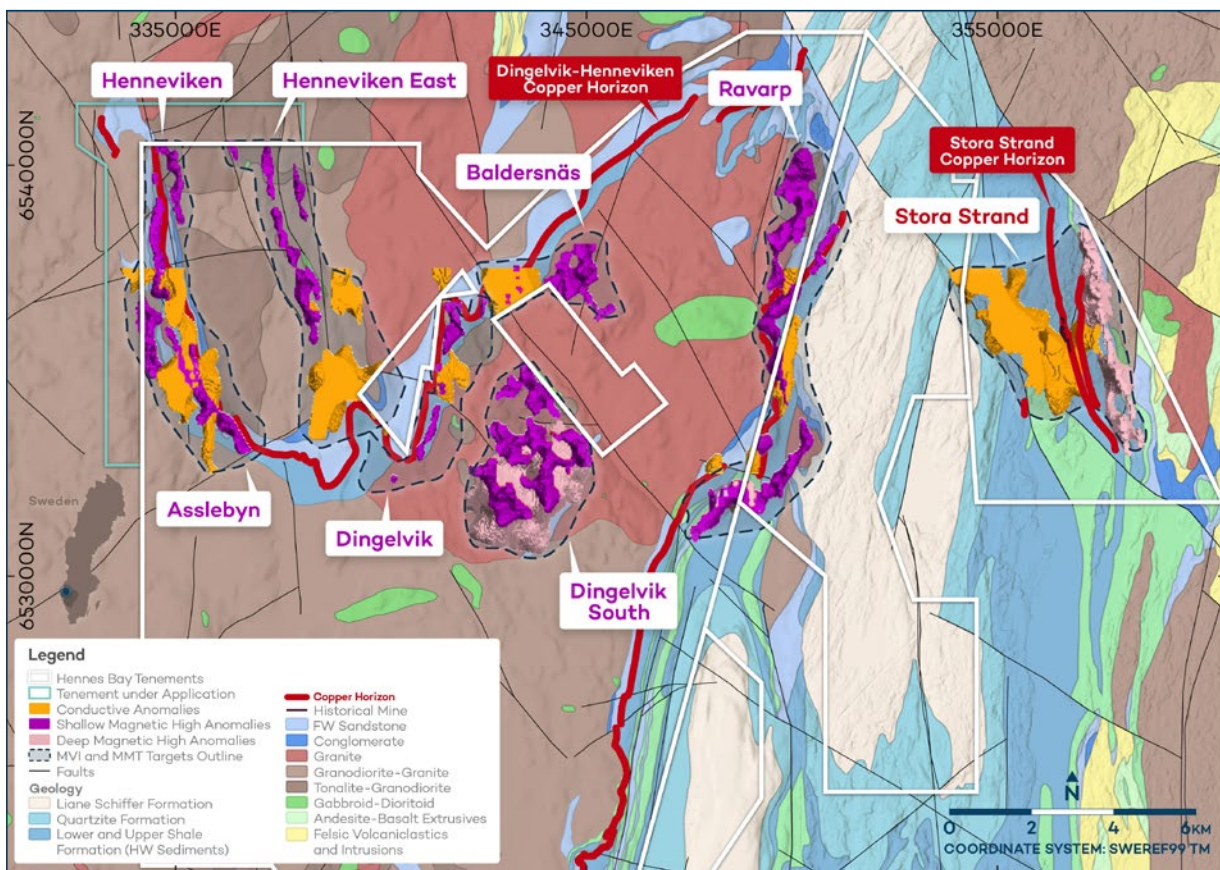 335000E
345000E
355000E
6540000N
6530000N
Henneviken
Henneviken East
Dingelvik-Henneviken
Copper Horizon
Ravarp
Baldersnäs
Stora Strand
Copper Horizon
Stora Strand
Asslebyn
Dingelvik
Dingelvik
South
Sweden
Legend
Hennes Bay Tenements
Tenement under Application
Conductive Anomalies
Shallow Magnetic High Anomalies
Deep Magnetic High Anomalies
MVI and MMT Targets Outline
Faults
Geology
Liane Schiffer Formation
Quartzite Formation
Lower and Upper Shale
Formation (HW Sediments)
Copper Horizon
Historical Mine
FW Sandstone
Conglomerate
Granite
Granodiorite-Granite
Tonalite-Granodiorite
Gabbroid-Dioritoid
Andesite-Basalt Extrusives
Felsic Volcaniclastics
and Intrusions
N
0 2 4 6KM
COORDINATE SYSTEM: SWEREF99 TM